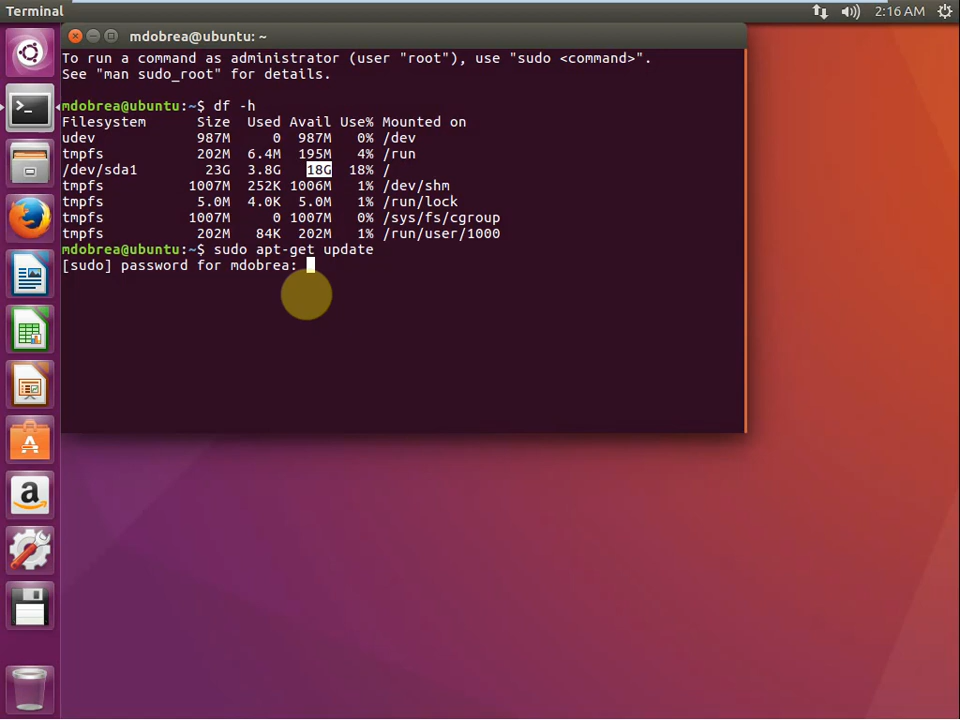 Terminal
2:16 AM
mdobrea@ubuntu: ~
To run a command as administrator (user "root"), use "sudo <command>".
See "man sudo_root" for details.
mdobrea@ubuntu:~$ df -h
Filesystem      Size  Used Avail Use% Mounted on
udev            987M     0  987M   0% /dev
tmpfs           202M  6.4M  195M   4% /run
/dev/sda1        23G  3.8G   18G  18% /
tmpfs          1007M  252K 1006M   1% /dev/shm
tmpfs           5.0M  4.0K  5.0M   1% /run/lock
tmpfs          1007M     0 1007M   0% /sys/fs/cgroup
tmpfs           202M   84K  202M   1% /run/user/1000
mdobrea@ubuntu:~$ sudo apt-get update
[sudo] password for mdobrea: